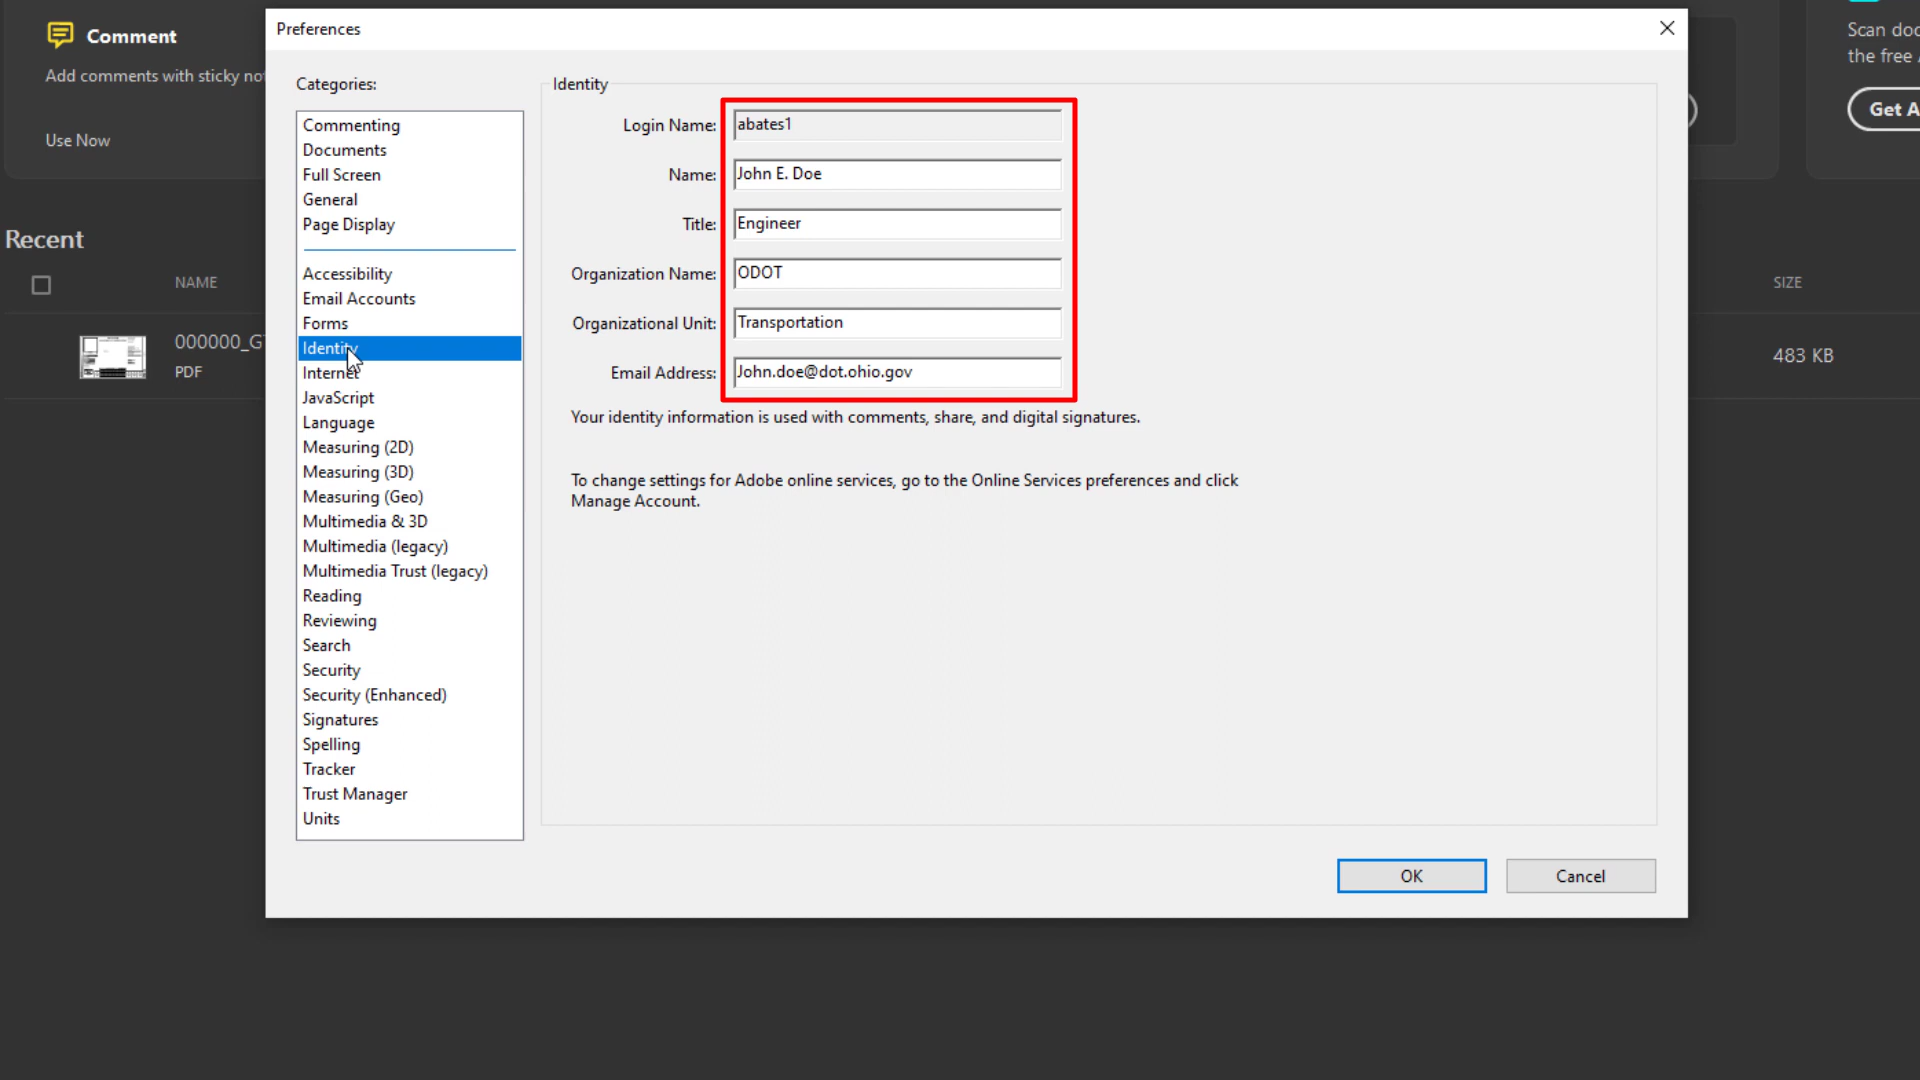 Comment
Add comments with sticky
Use Now
Recent
NAME
PDF
Preferences
Categories:
Commenting
Documents
Full Screen
General
Page Display
Accessibility
Email Accounts
Forms
Identity
Internet
JavaScript
Language
Measuring (2D)
Measuring (3D)
Measuring (Geo)
Multimedia & 3D
Multimedia (legacy)
Multimedia Trust (legacy)
Reading
Reviewing
Search
Security
Security (Enhanced)
Signatures
Spelling
Tracker
Trust Manager
Units
Identity
Login Name: abates1
Name: John E. Doe
Title: Engineer
Organization Name: ODOT
Organizational Unit: Transportation
Email Address: John.doe@dot.ohio.gov
Your identity information is used with comments, share, and digital signatures.
To change settings for Adobe online services, go to the Online Services preferences and click
Manage Account.
OK
Cancel
Scan
the free
Get
SIZE
483 KB